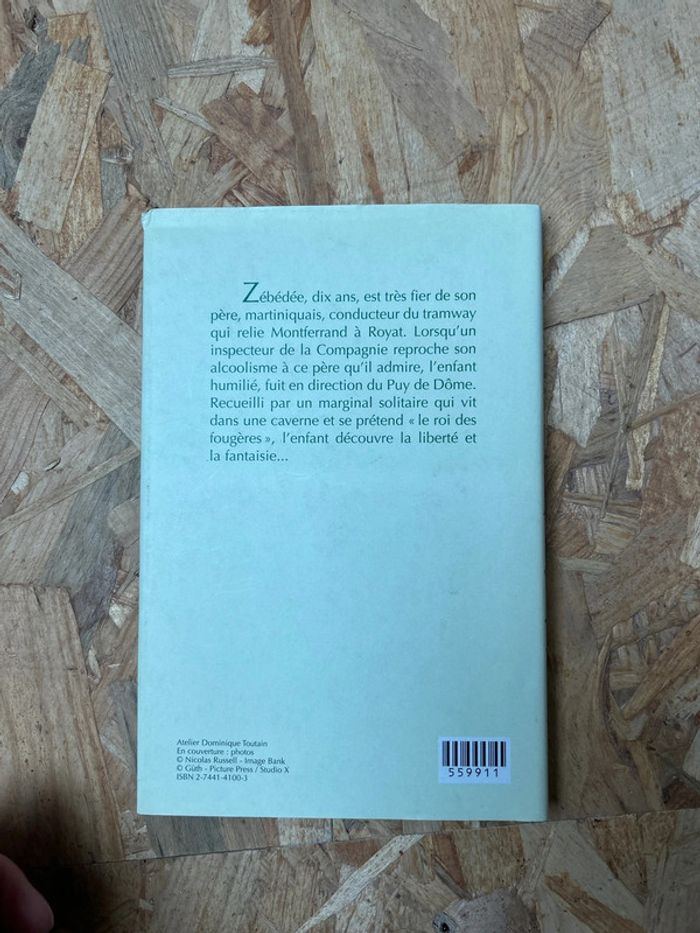 Zébédée, dix ans, est très fier de son
père, martiniquais, conducteur du tramway
qui relie Montferrand à Royat. Lorsqu'un
inspecteur de la Compagnie reproche son
alcoolisme à ce père qu'il admire, l'enfant
humilié, fuit en direction du Puy de Dôme.
Recueilli par un marginal solitaire qui vit
dans une caverne et se prétend « le roi des
fougères », l'enfant découvre la liberté et
la fantaisie...
Atelier Dominique Toutain
En couverture : photos
© Nicolas Russell - Image Bank
© Güth - Picture Press / Studio X
ISBN 2-7441-4100-3
559911